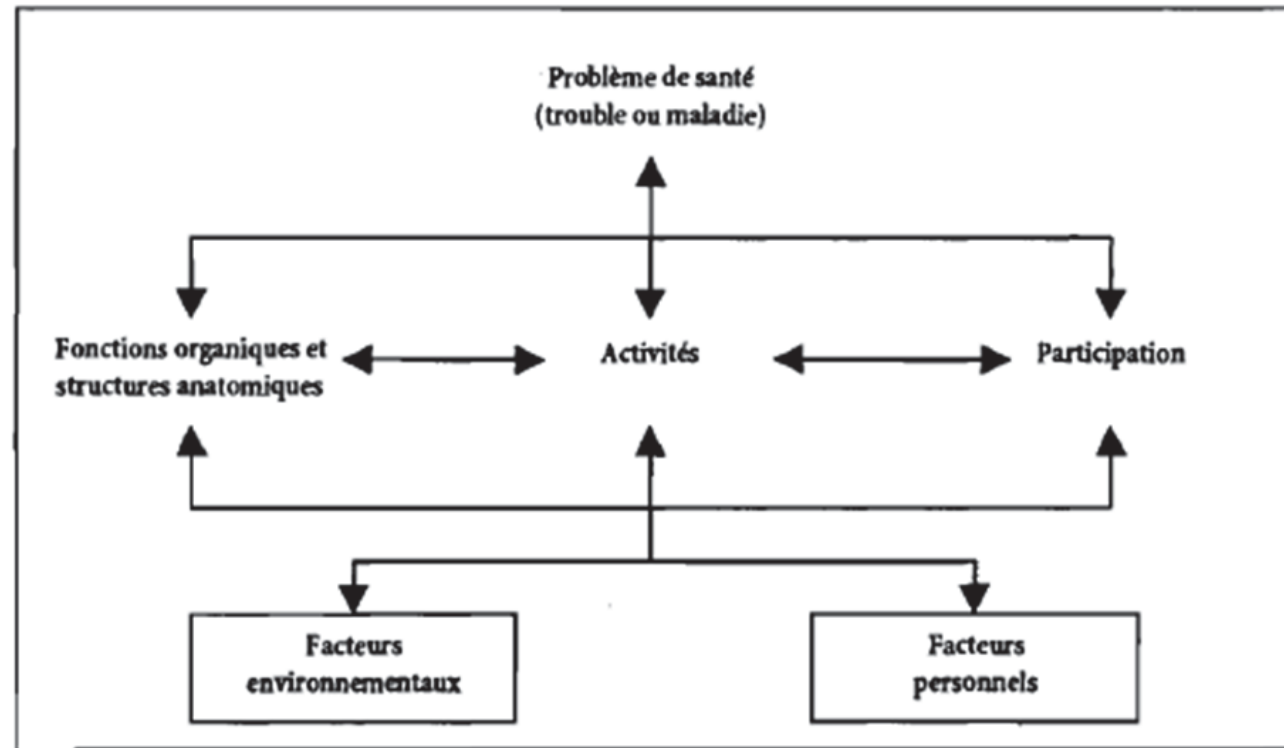 Problème de santé
(trouble ou maladie)
Fonctions organiques et
structures anatomiques
Activités
Participation
Facteurs
environnementaux
Facteurs
personnels